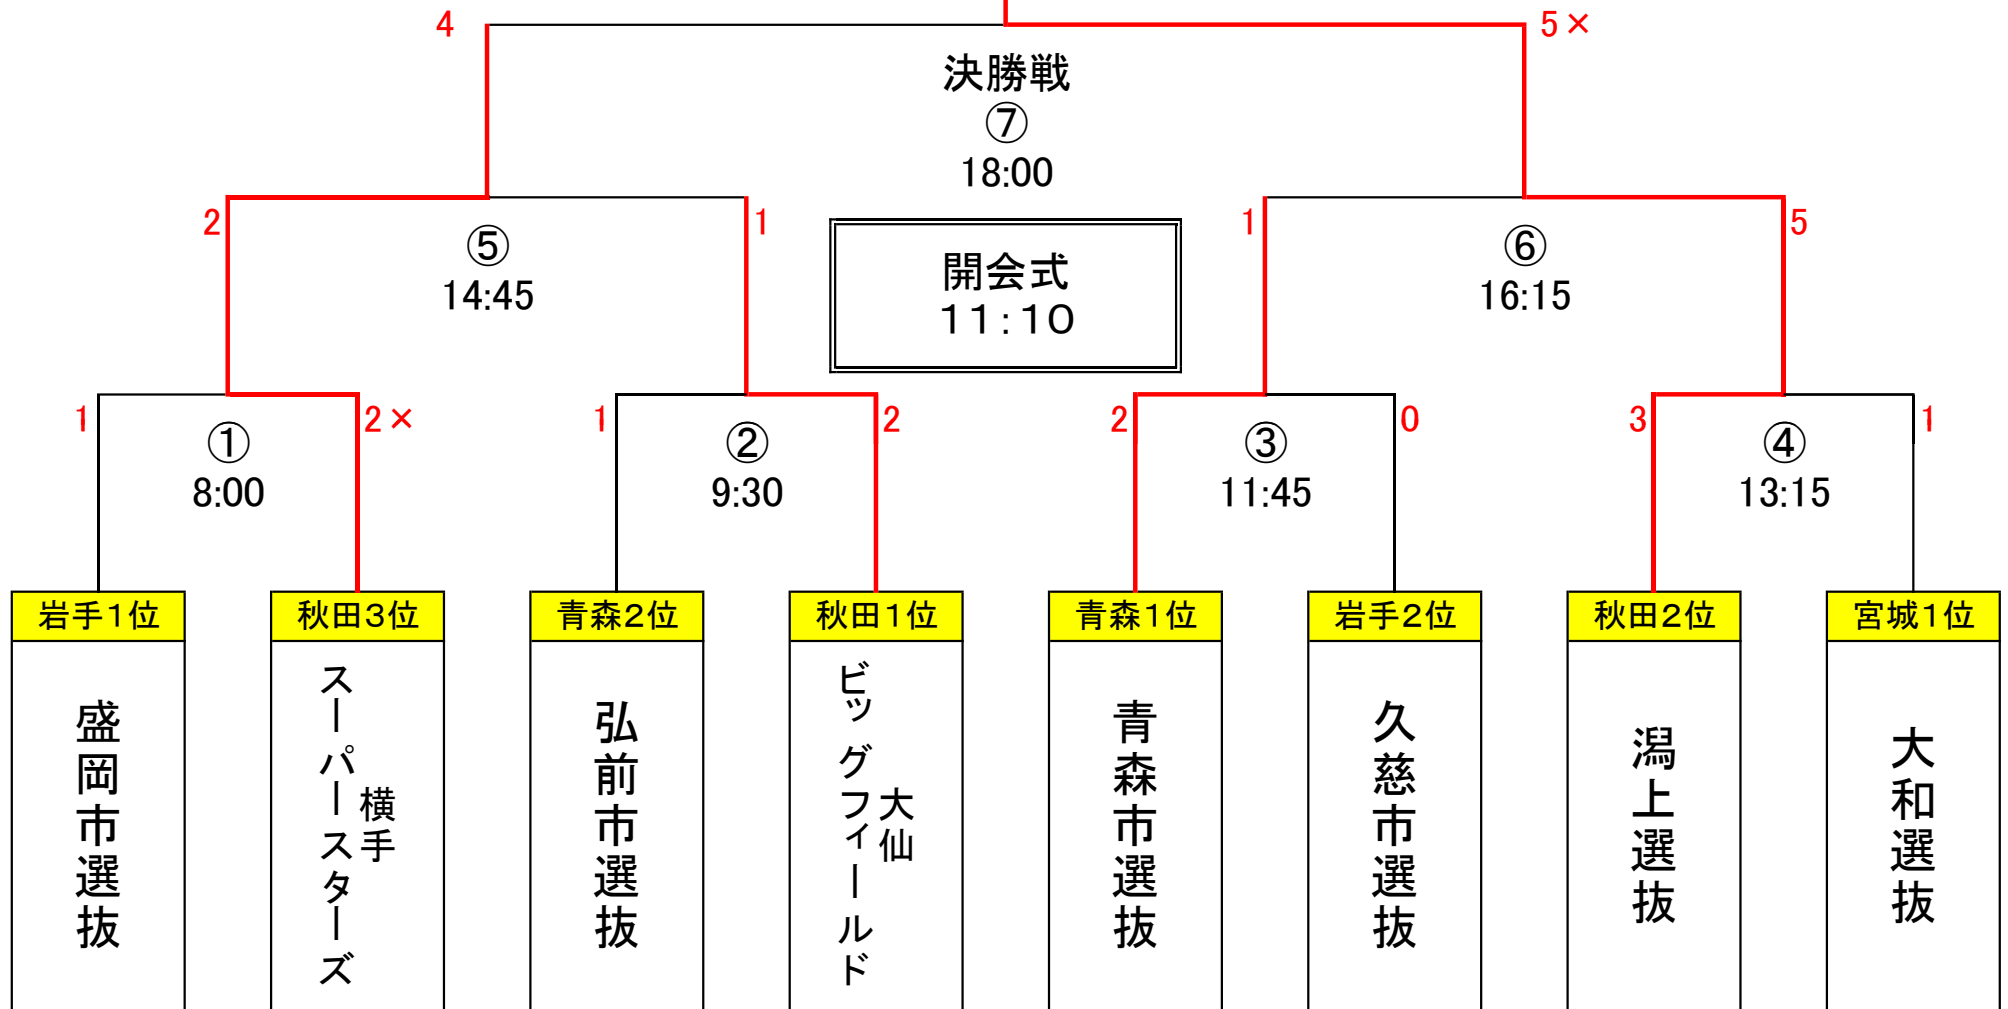 4
5×
決勝戦
⑦
18:00
2
1
1
5
⑤
14:45
開会式
11:10
⑥
16:15
1
2×
1
2
2
0
3
1
①
8:00
②
9:30
③
11:45
④
13:15
岩手1位
秋田3位
青森2位
秋田1位
青森1位
岩手2位
秋田2位
宮城1位
盛岡市選抜
横手
スーパースターズ
弘前市選抜
大仙
ビッグフィールド
青森市選抜
久慈市選抜
潟上選抜
大和選抜